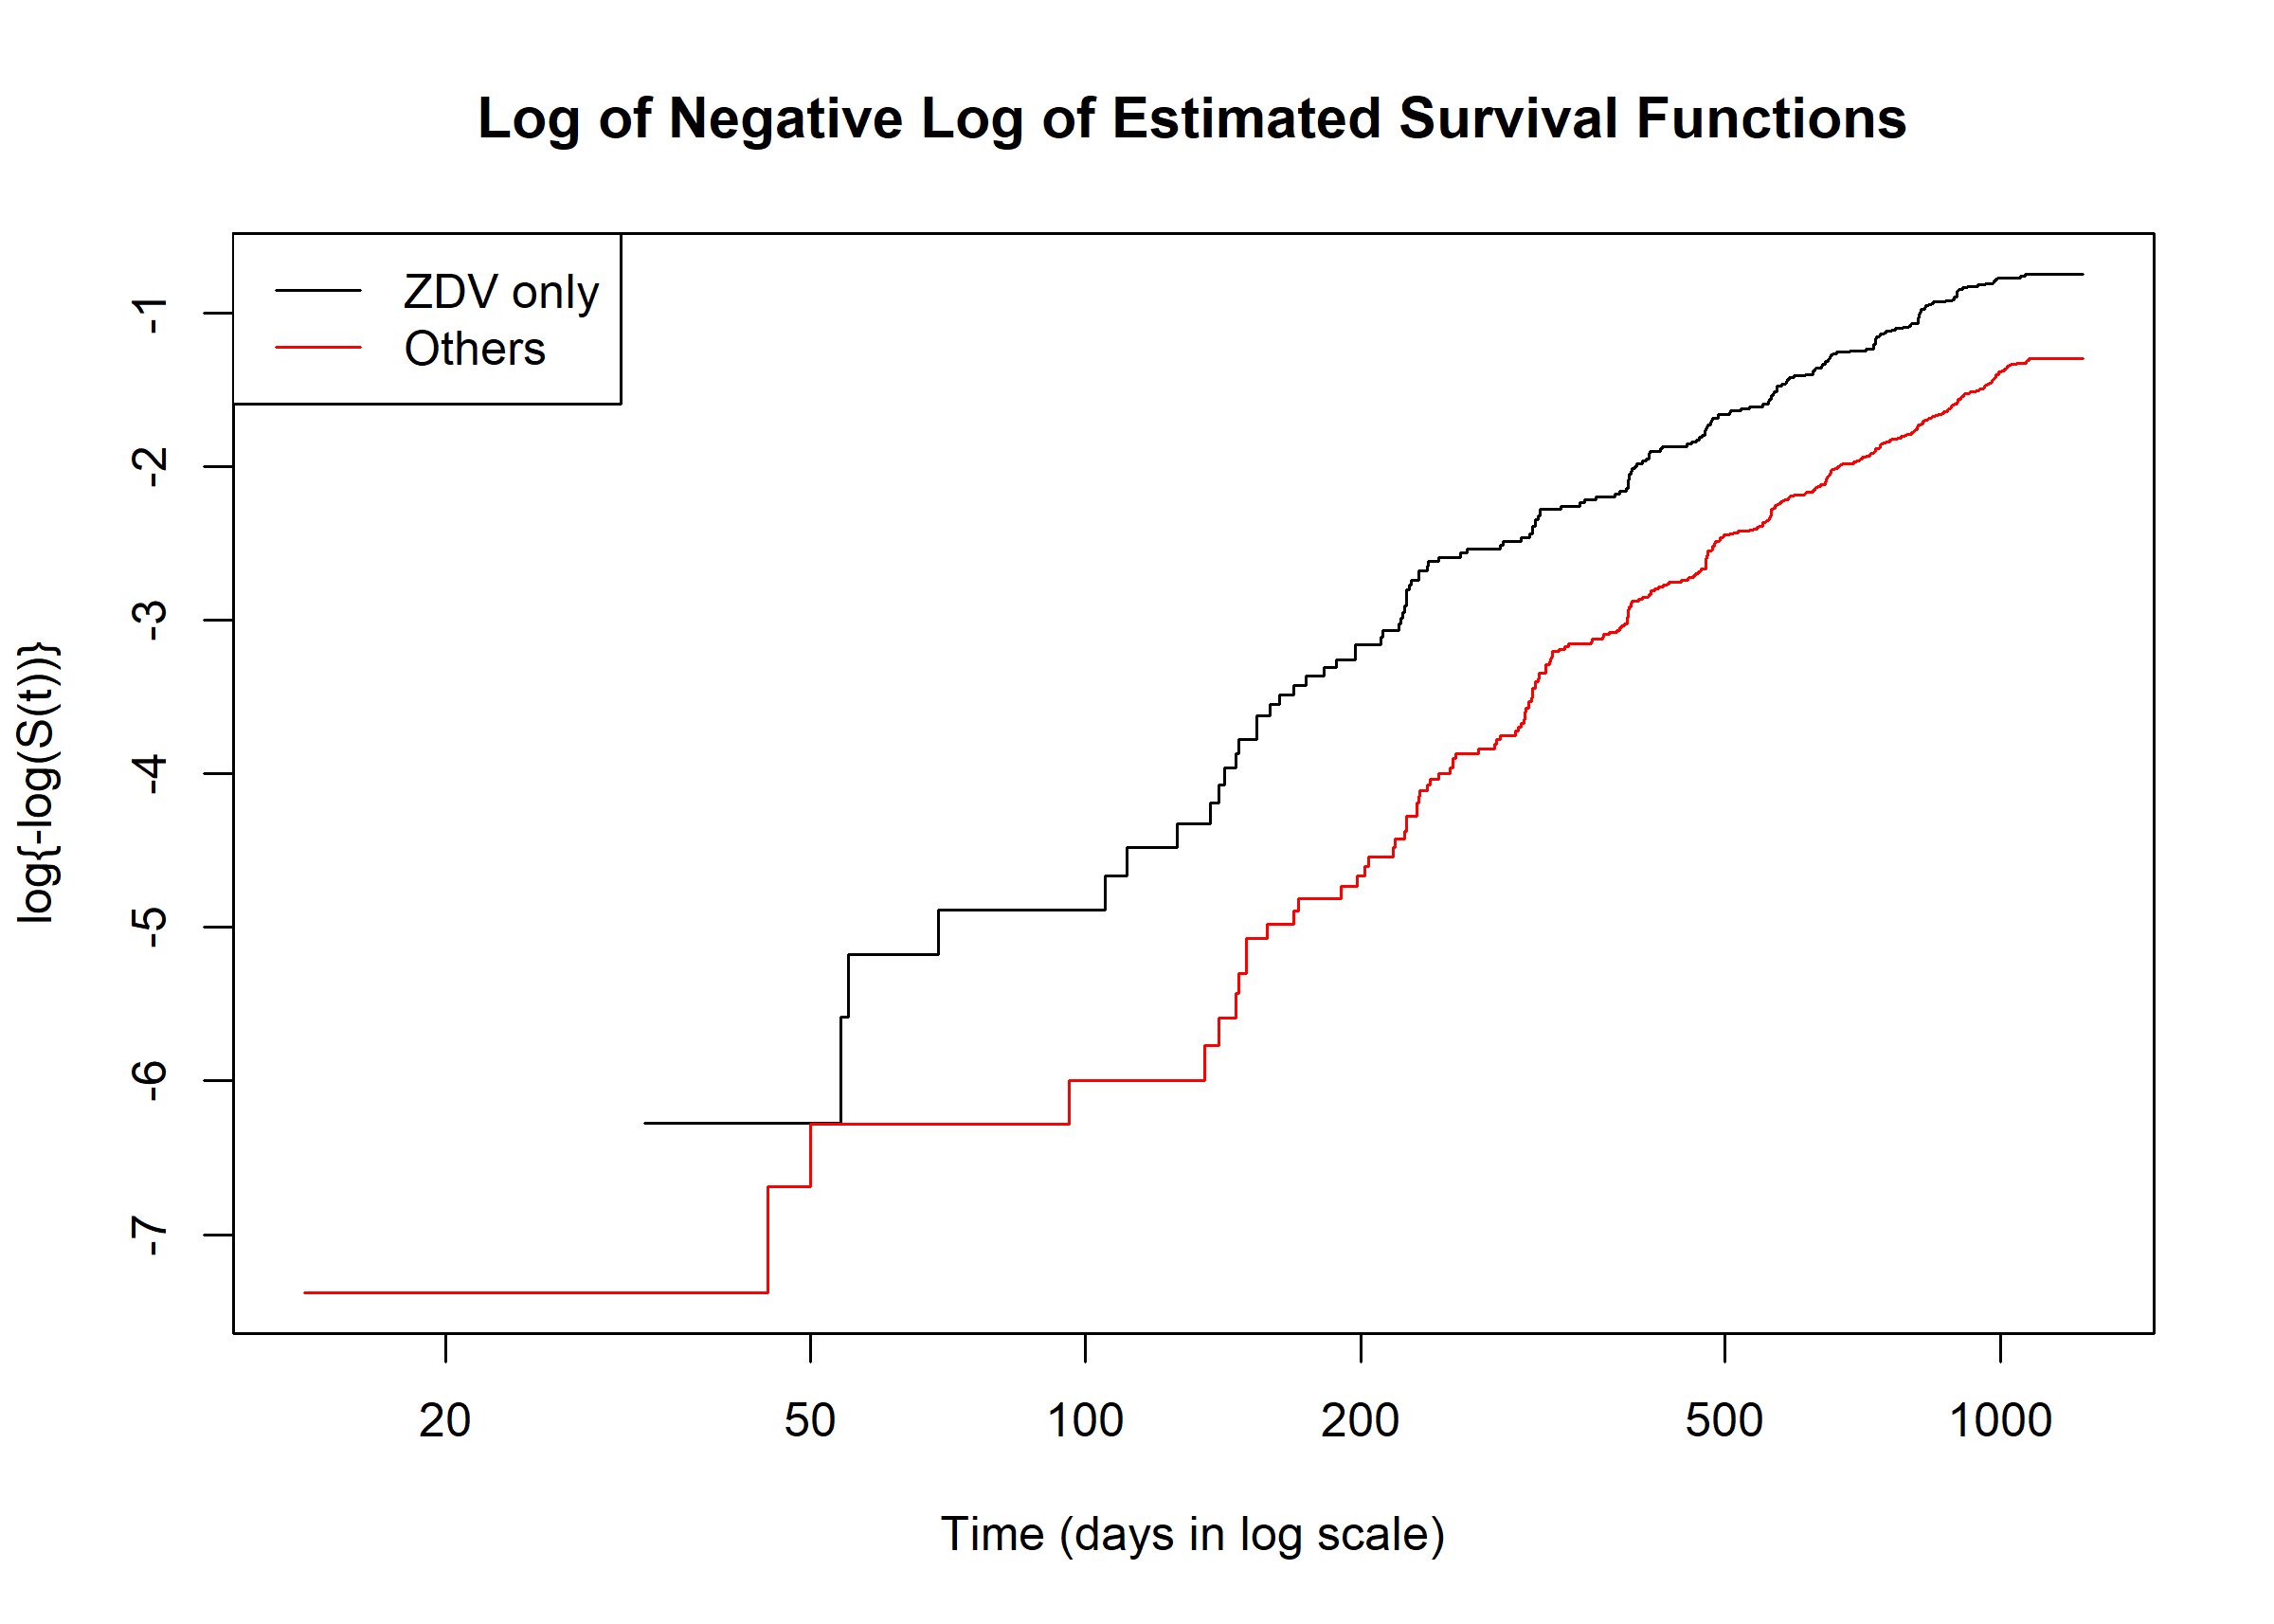 Log of Negative Log of Estimated Survival Functions
ZDV only
Others
-1
-2
-3
-4
-5
-6
-7
log{-log(S(t))}
20 50 100 200 500 1000
Time (days in log scale)